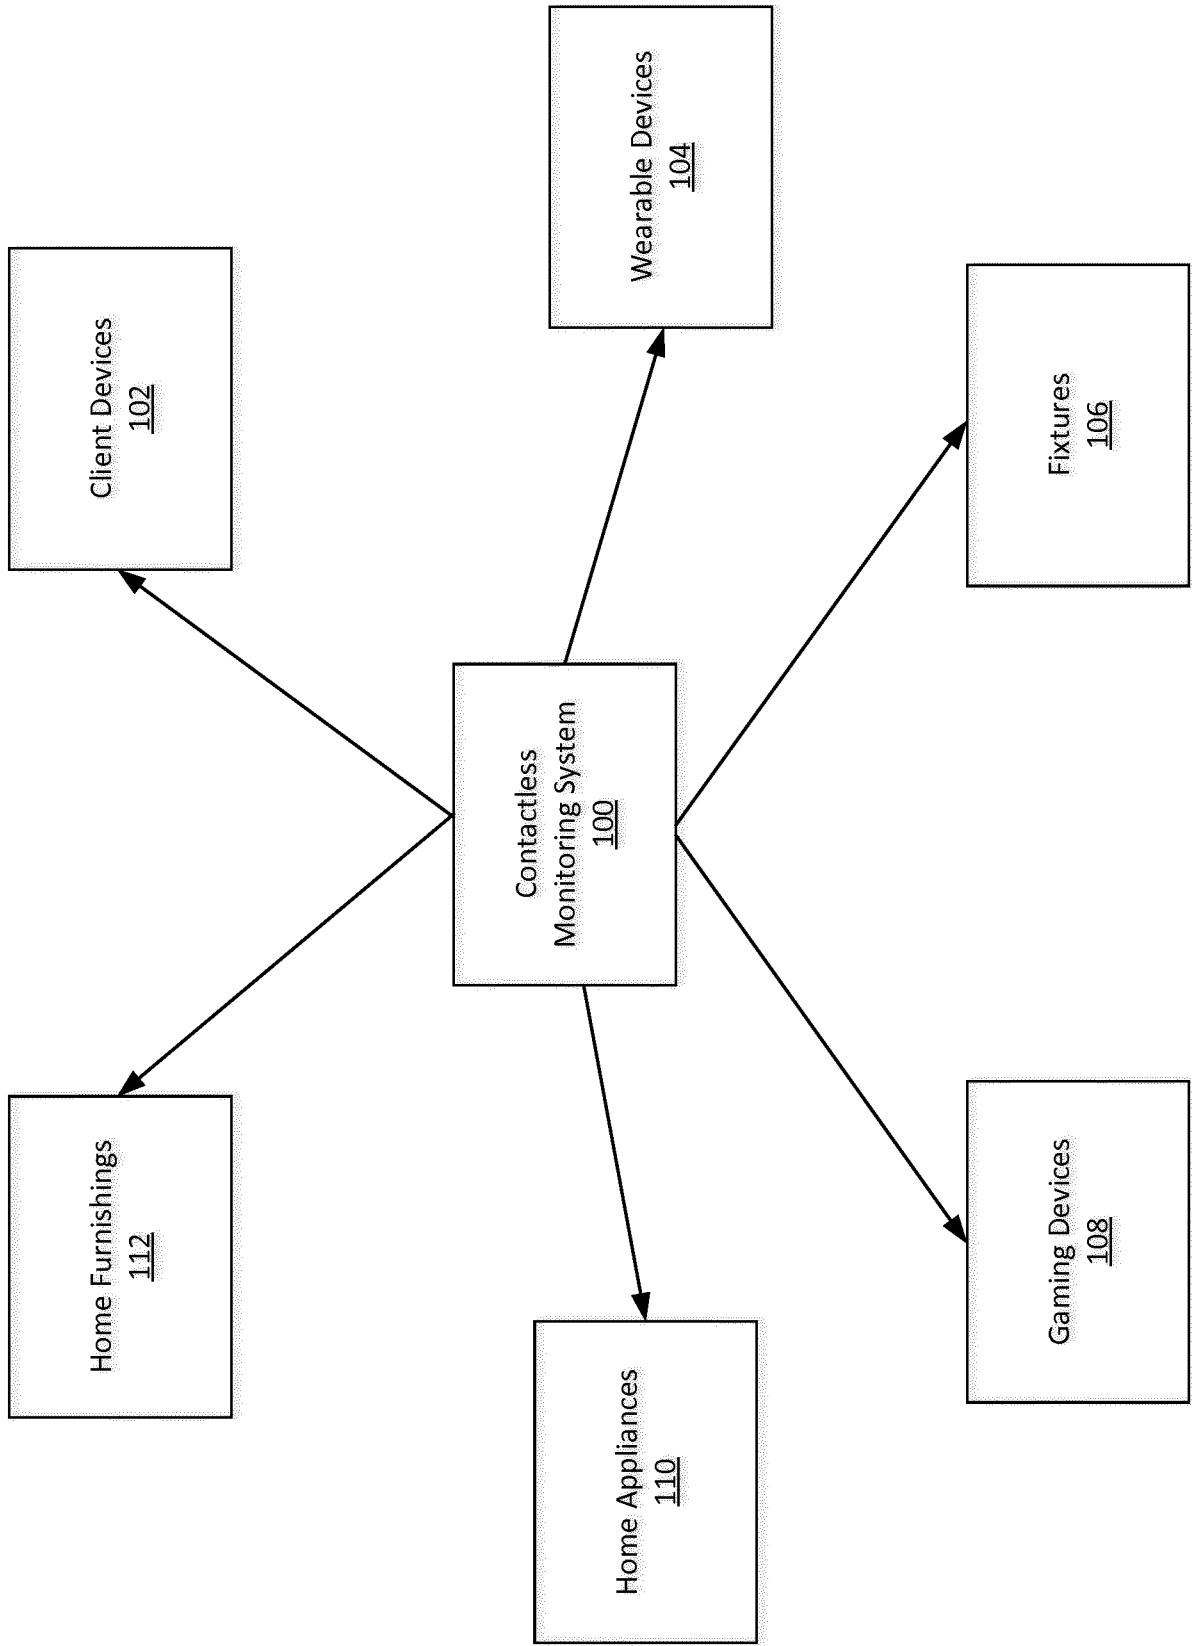 Home Furnishings
112
Client Devices
102
Contactless
Monitoring System
100
Home Appliances
110
Wearable Devices
104
Gaming Devices
108
Fixtures
106